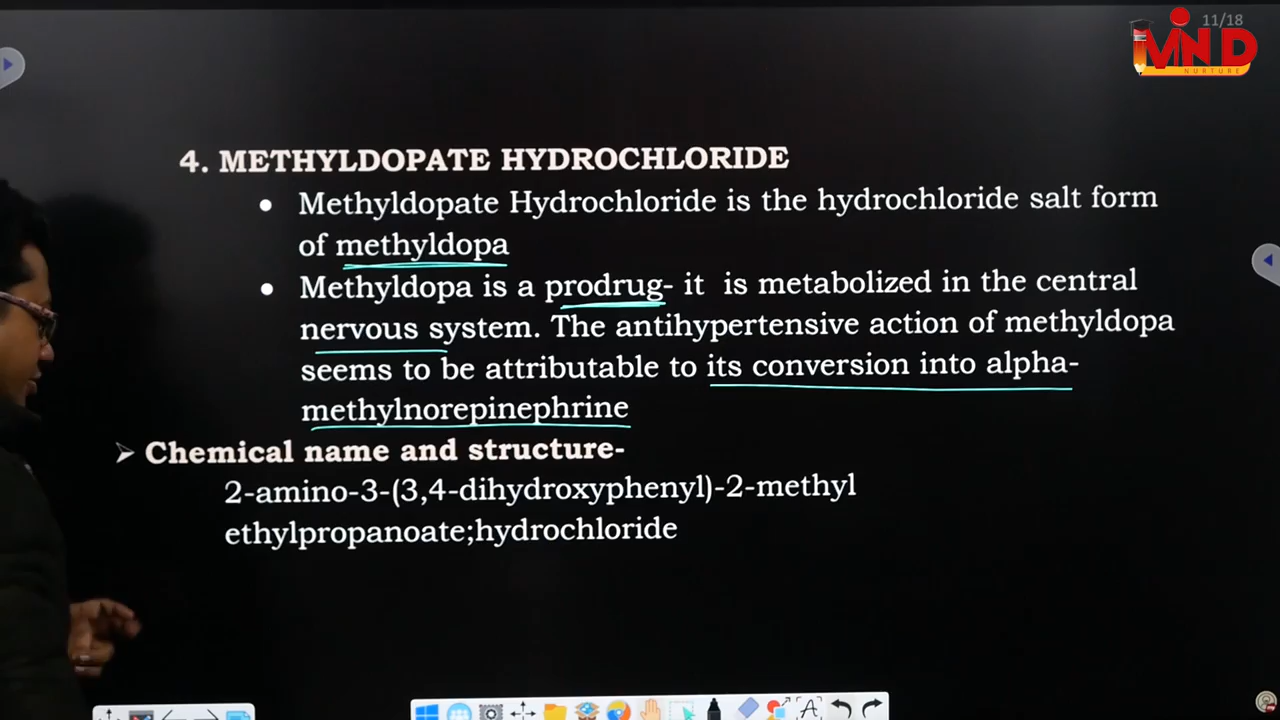 11/18
MIND
NURTURE
4. METHYLDOPATE HYDROCHLORIDE
• Methyldopate Hydrochloride is the hydrochloride salt form
of methyldopa
• Methyldopa is a prodrug- it is metabolized in the central
nervous system. The antihypertensive action of methyldopa
seems to be attributable to its conversion into alpha-
methylnorepinephrine
➢ Chemical name and structure-
2-amino-3-(3,4-dihydroxyphenyl)-2-methyl
ethylpropanoate;hydrochloride